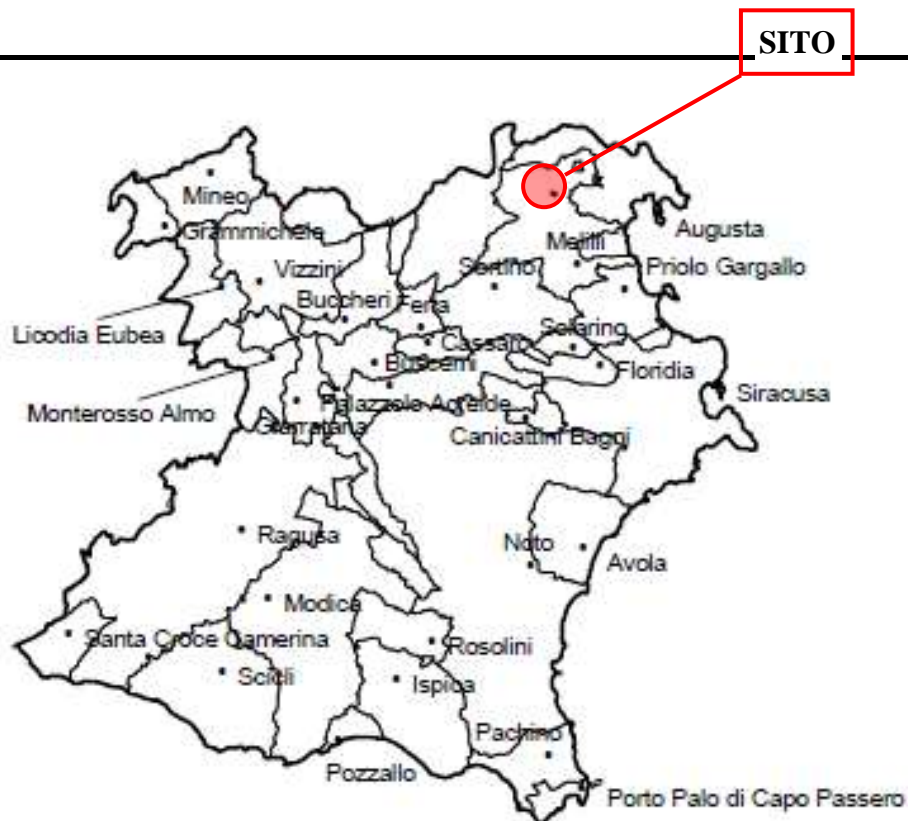 SITO
Mineo
Grammichele
Augusta
Melilli
Vizzini
Sortino
Priolo Gargallo
Buccheri
Ferla
Licodia Eubea
Solarino
Cassaro
Buscemi
Floridia
Siracusa
Monterosso Almo
Palazzolo Acreide
Giarratana
Canicattini Bagni
Ragusa
Noto
Avola
Modica
Santa Croce Camerina
Rosolini
Scicli
Ispica
Pachino
Pozzallo
Porto Palo di Capo Passero